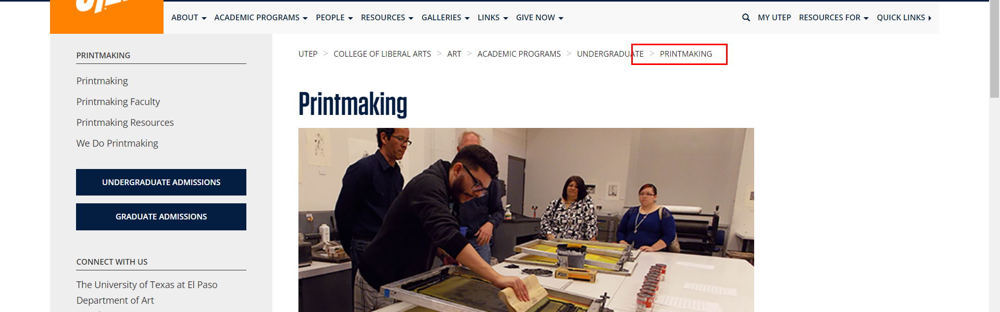 ABOUT ACADEMIC PROGRAMS PEOPLE RESOURCES GALLERIES LINKS GIVE NOW MY UTEP RESOURCES FOR QUICK LINKS
UTEP > COLLEGE OF LIBERAL ARTS > ART > ACADEMIC PROGRAMS > UNDERGRADUATE > PRINTMAKING
PRINTMAKING
Printmaking
Printmaking Faculty
Printmaking Resources
We Do Printmaking
UNDERGRADUATE ADMISSIONS
GRADUATE ADMISSIONS
CONNECT WITH US
The University of Texas at El Paso
Department of Art
Printmaking